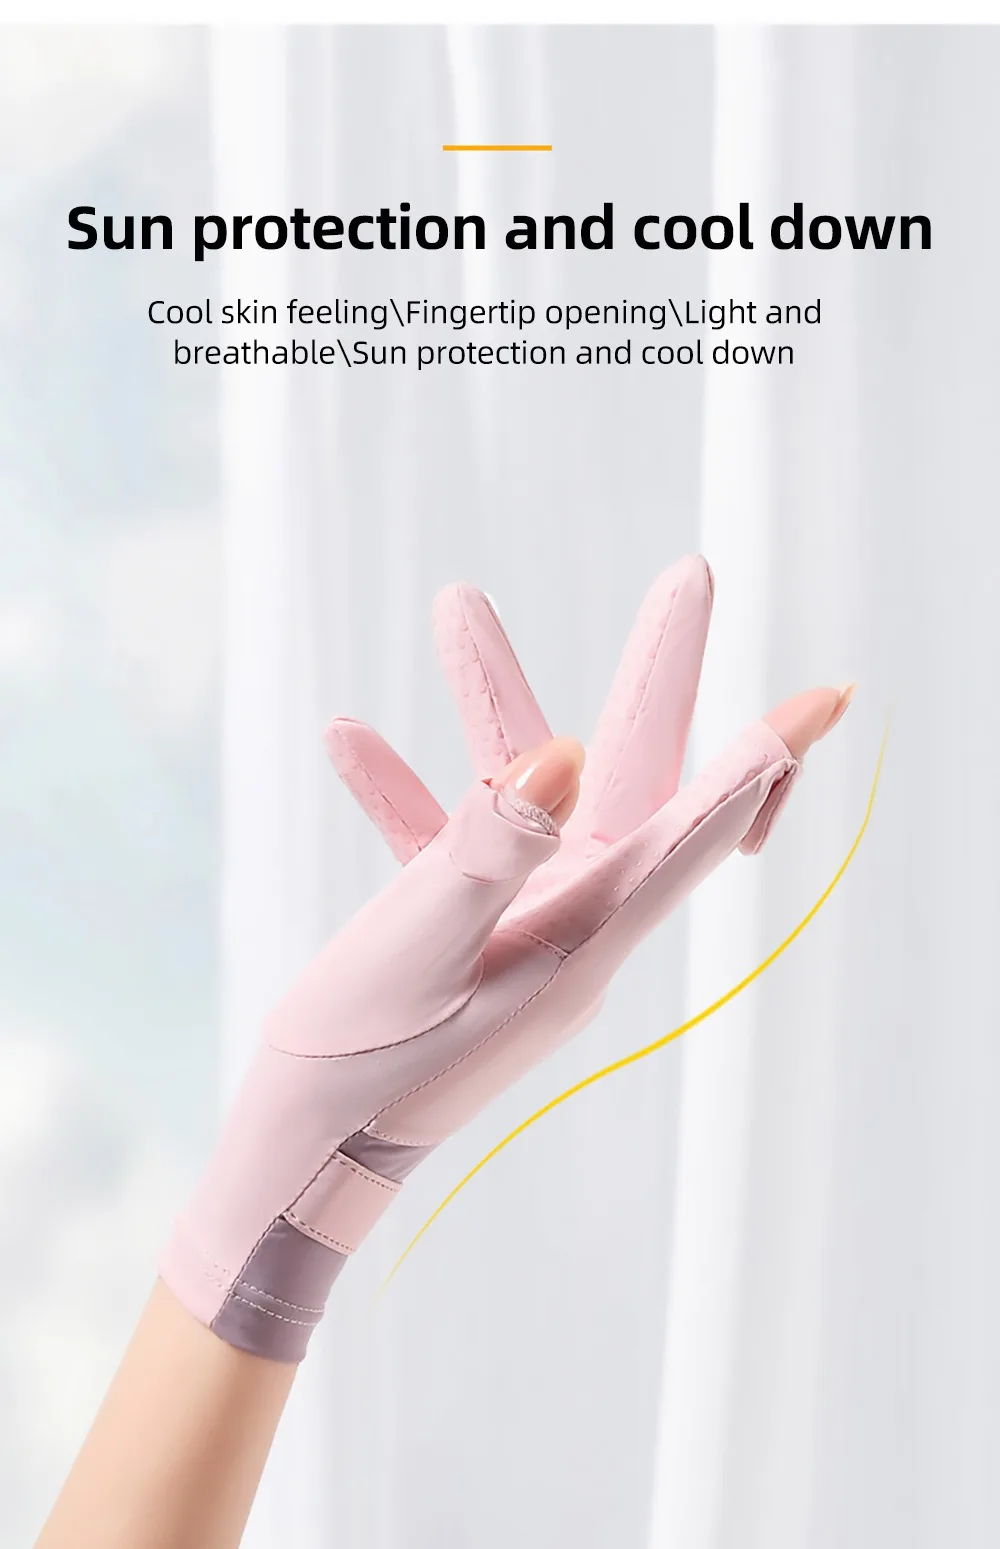 Sun protection and cool down
Cool skin feeling\Fingertip opening\Light and
breathable\Sun protection and cool down